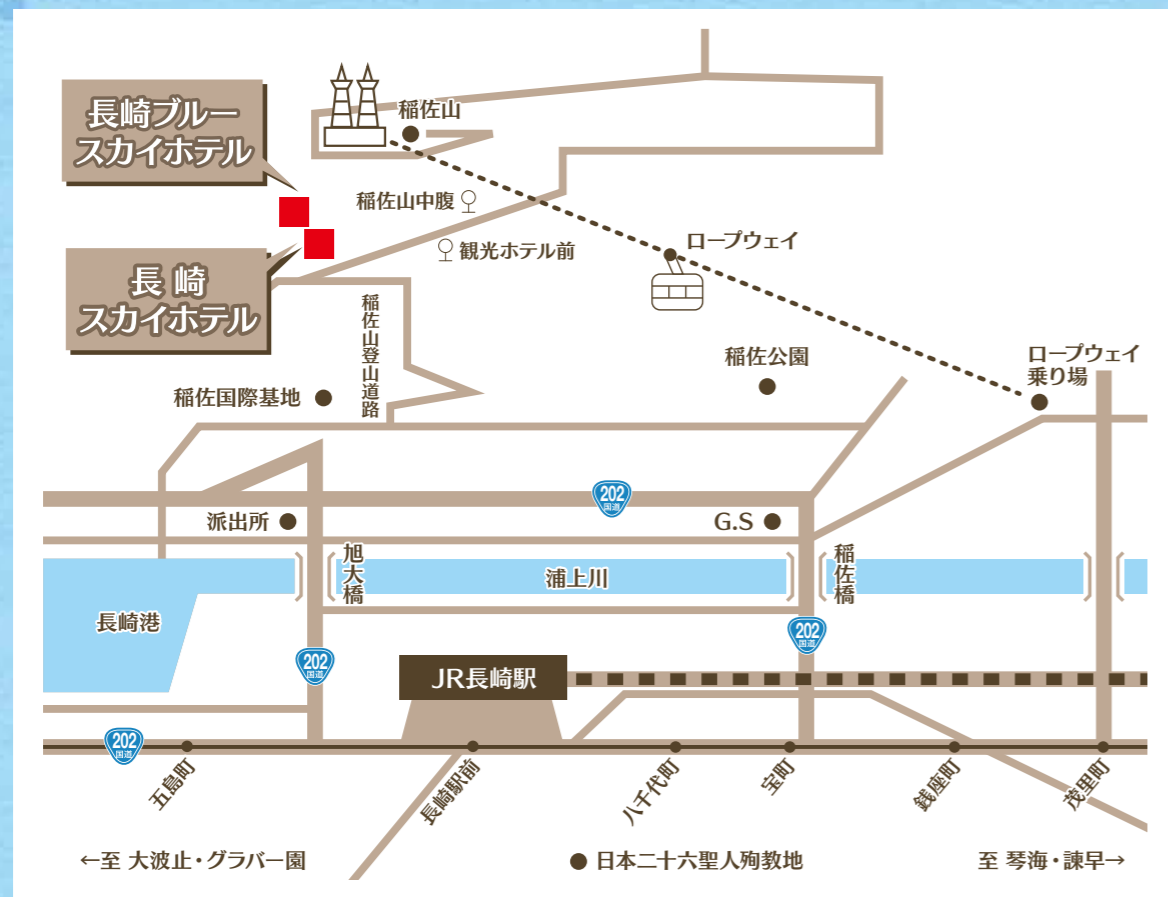 長崎ブルー
スカイホテル
稲佐山
稲佐山中腹
観光ホテル前
ロープウェイ
長崎
スカイホテル
稲佐山登山道路
稲佐公園
ロープウェイ
乗り場
稲佐国際基地
202
国道
派出所
G.S
旭大橋
浦上川
稲佐橋
長崎港
202
国道
202
国道
JR長崎駅
202
国道
五島町
長崎駅前
八千代町
宝町
銭座町
茂里町
←至 大波止・グラバー園
日本二十六聖人殉教地
至 琴海・諫早→